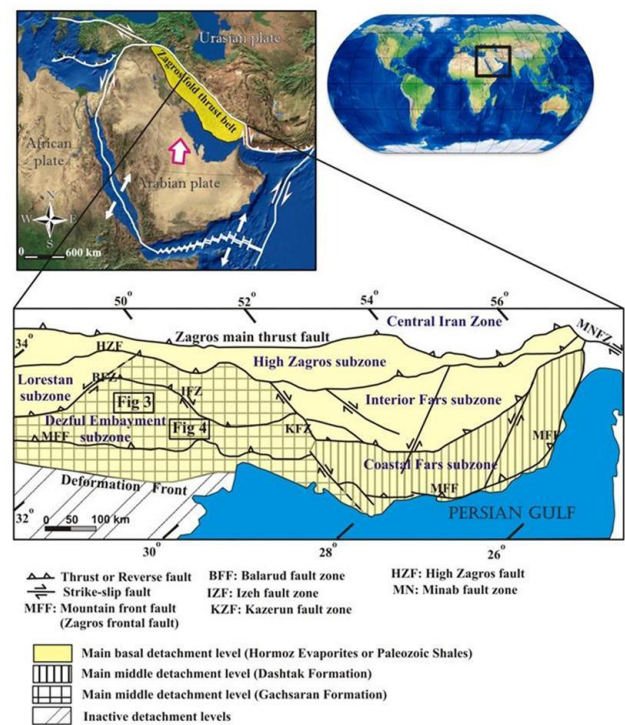 Urasian plate
Zagros fold thrust belt
African
plate
Arabian plate
N
W E
S
0 600 km
50° 52° 54° 56°
Central Iran Zone
MNFZ
Zagros main thrust fault
HZF
34°
High Zagros subzone
Lorestan
subzone
BFZ
IFZ
Interior Fars subzone
Fig 3
Dezful Embayment
subzone
Fig 4
KFZ
MFF
Coastal Fars subzone
MFF
MFF
Deformation Front
PERSIAN GULF
32°
0 50 100 km
30° 28° 26°
Thrust or Reverse fault
Strike-slip fault
MFF: Mountain front fault
(Zagros frontal fault)
BFF: Balarud fault zone
IZF: Izeh fault zone
KZF: Kazerun fault zone
HZF: High Zagros fault
MN: Minab fault zone
Main basal detachment level (Hormoz Evaporites or Paleozoic Shales)
Main middle detachment level (Dashtak Formation)
Main middle detachment level (Gachsaran Formation)
Inactive detachment levels